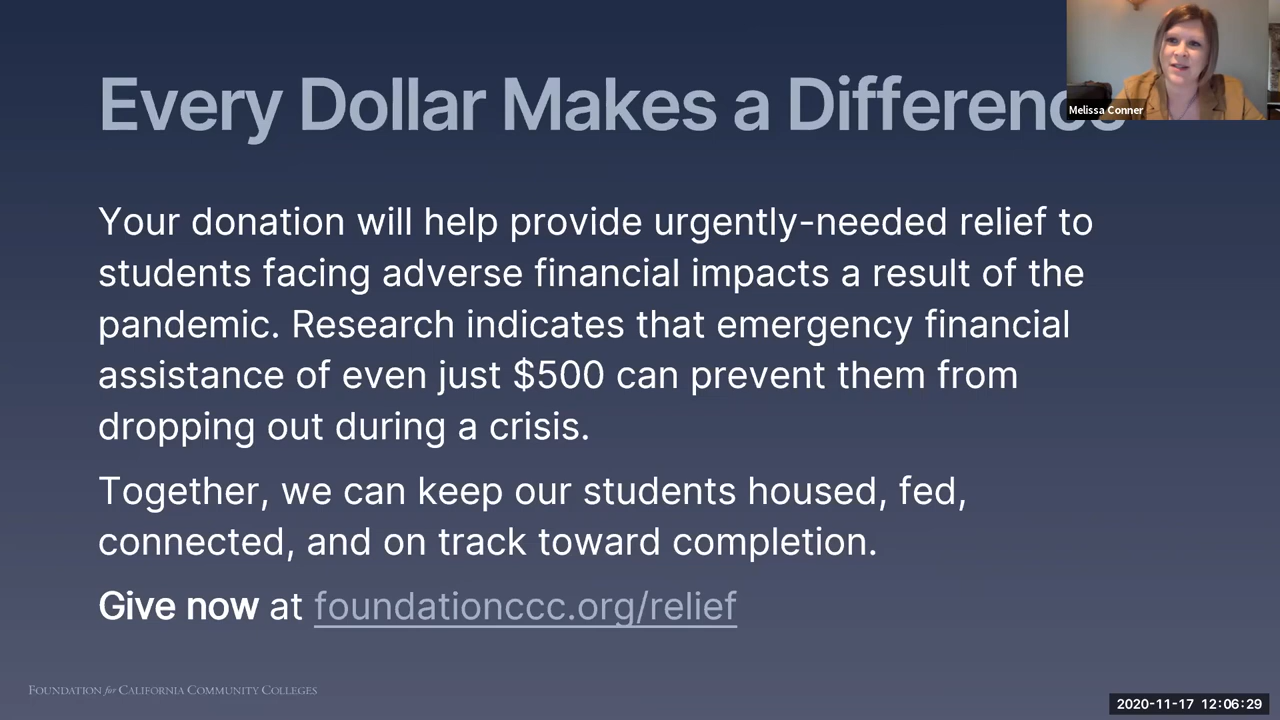 Every Dollar Makes a Difference
Melissa Conner
Your donation will help provide urgently-needed relief to
students facing adverse financial impacts a result of the
pandemic. Research indicates that emergency financial
assistance of even just $500 can prevent them from
dropping out during a crisis.
Together, we can keep our students housed, fed,
connected, and on track toward completion.
Give now at foundationccc.org/relief
FOUNDATION for CALIFORNIA COMMUNITY COLLEGES
2020-11-17 12:06:29